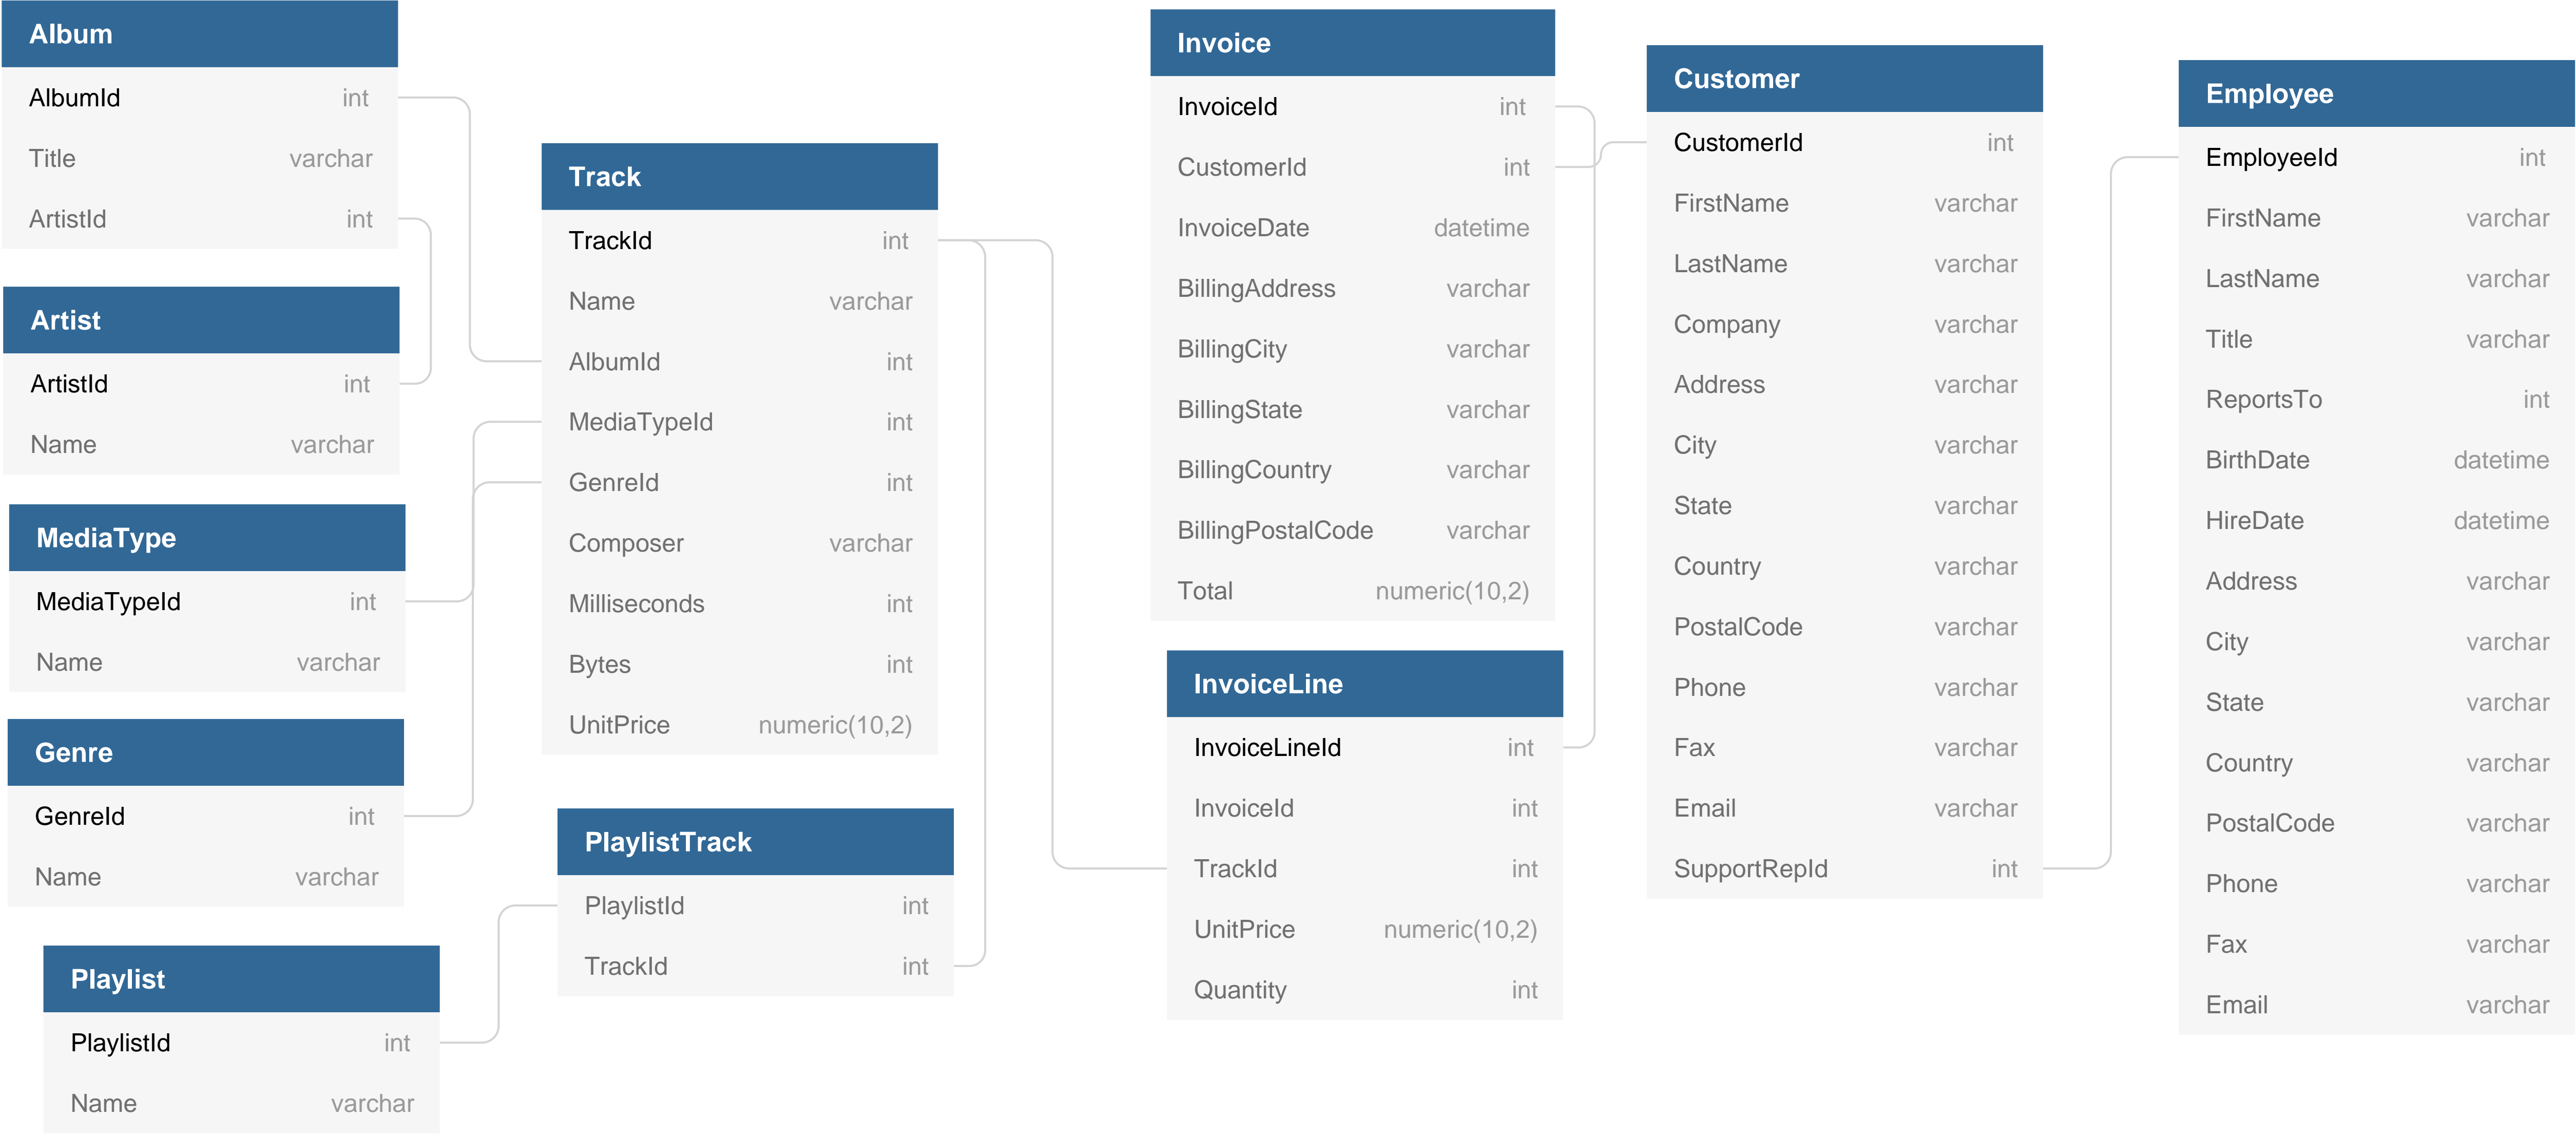 Album
AlbumId int
Title varchar
ArtistId int
Artist
ArtistId int
Name varchar
MediaType
MediaTypeId int
Name varchar
Genre
GenreId int
Name varchar
Playlist
PlaylistId int
Name varchar
Track
TrackId int
Name varchar
AlbumId int
MediaTypeId int
GenreId int
Composer varchar
Milliseconds int
Bytes int
UnitPrice numeric(10,2)
PlaylistTrack
PlaylistId int
TrackId int
Invoice
InvoiceId int
CustomerId int
InvoiceDate datetime
BillingAddress varchar
BillingCity varchar
BillingState varchar
BillingCountry varchar
BillingPostalCode varchar
Total numeric(10,2)
InvoiceLine
InvoiceLineId int
InvoiceId int
TrackId int
UnitPrice numeric(10,2)
Quantity int
Customer
CustomerId int
FirstName varchar
LastName varchar
Company varchar
Address varchar
City varchar
State varchar
Country varchar
PostalCode varchar
Phone varchar
Fax varchar
Email varchar
SupportRepId int
Employee
EmployeeId int
FirstName varchar
LastName varchar
Title varchar
ReportsTo int
BirthDate datetime
HireDate datetime
Address varchar
City varchar
State varchar
Country varchar
PostalCode varchar
Phone varchar
Fax varchar
Email varchar